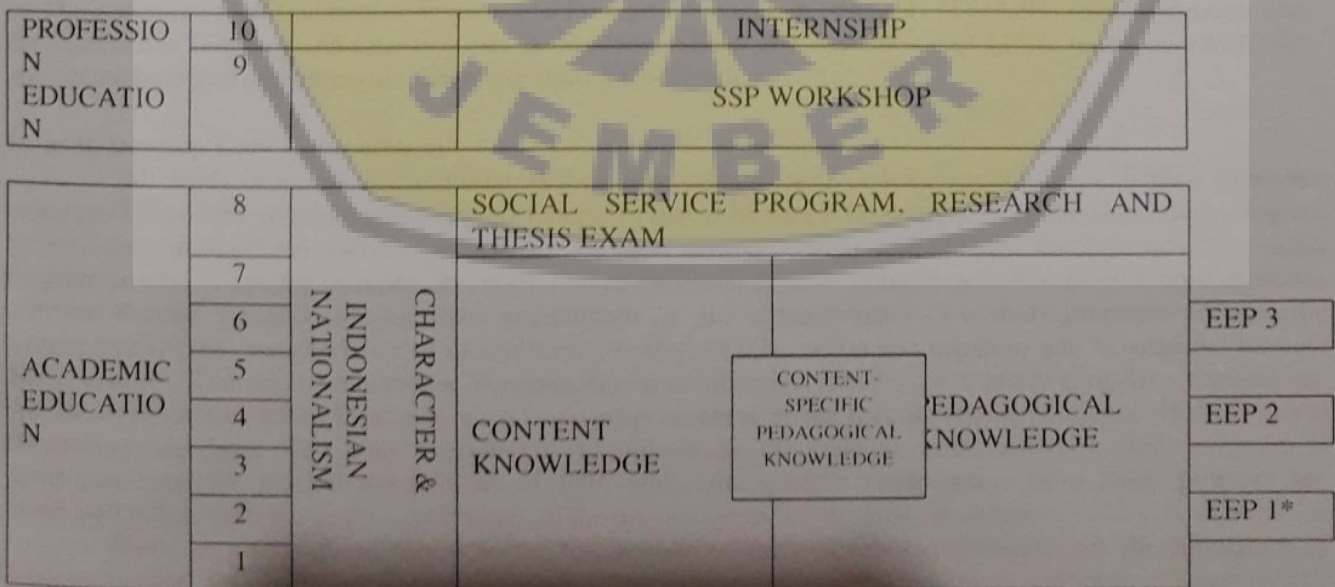 PROFESSIO
N
EDUCATIO
N
10
INTERNSHIP
9
SSP WORKSHOP
JEMBER
ACADEMIC
EDUCATIO
N
8
7
6
5
4
3
2
1
CHARACTER &
INDONESIAN
NATIONALISM
SOCIAL SERVICE PROGRAM. RESEARCH AND
THESIS EXAM
CONTENT
KNOWLEDGE
CONTENT-
SPECIFIC
PEDAGOGICAL
KNOWLEDGE
PEDAGOGICAL
KNOWLEDGE
EEP 3
EEP 2
EEP 1*